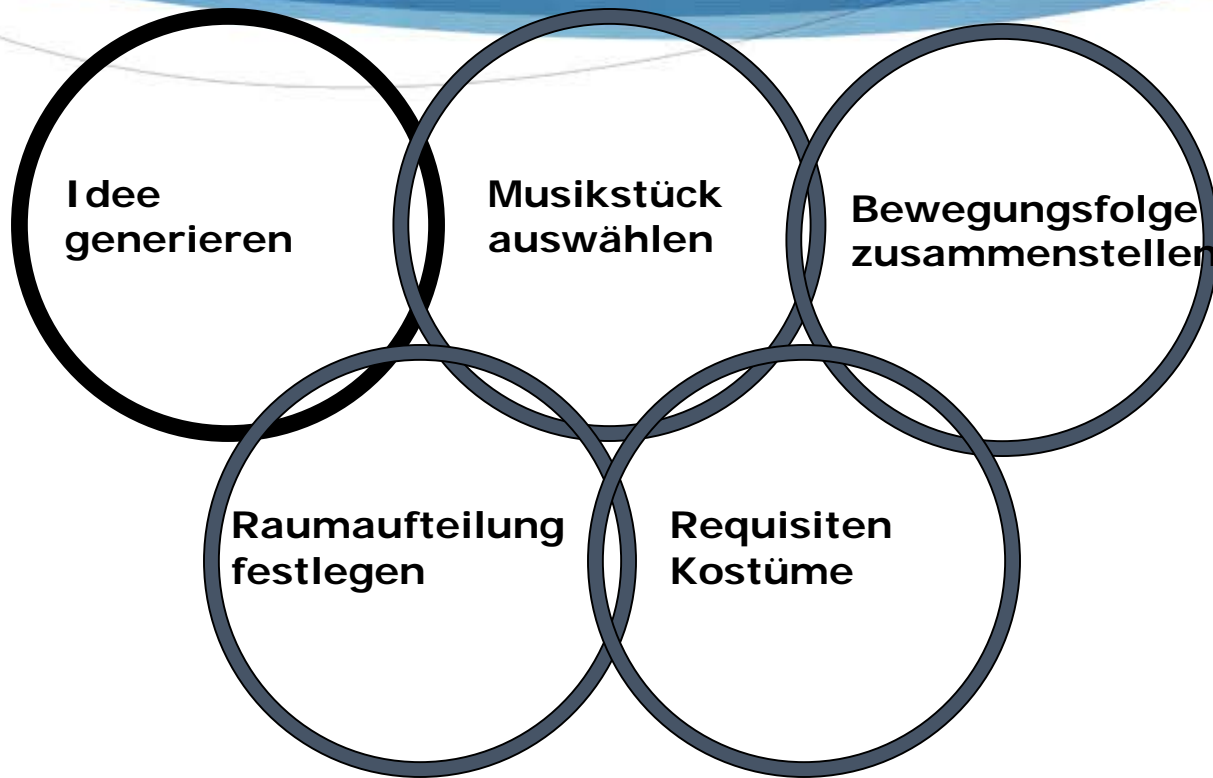 Idee
generieren
Musikstück
auswählen
Bewegungsfolge
zusammenstellen
Raumaufteilung
festlegen
Requisiten
Kostüme